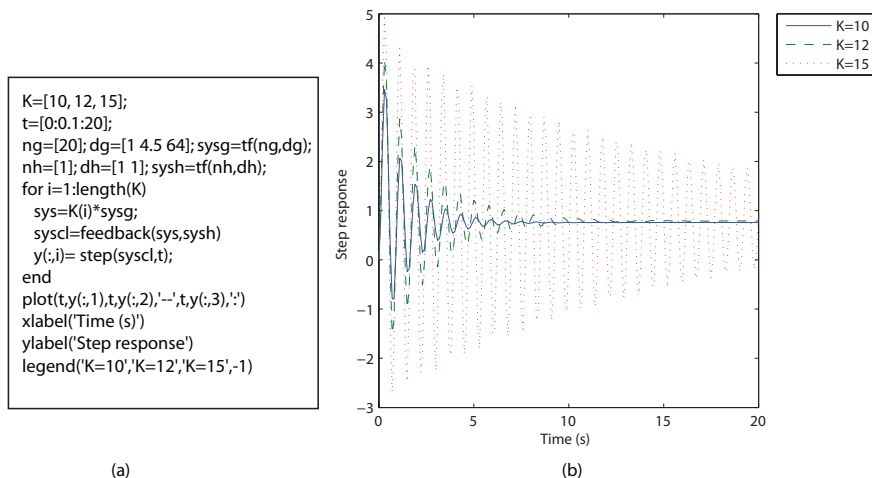 K=[10, 12, 15];
t=[0:0.1:20];
ng=[20]; dg=[1 4.5 64]; sysg=tf(ng,dg);
nh=[1]; dh=[1 1]; sysh=tf(nh,dh);
for i=1:length(K)
sys=K(i)*sysg;
syscl=feedback(sys,sysh)
y(:,i)= step(syscl,t);
end
plot(t,y(:,1),t,y(:,2),'--',t,y(:,3),':')
xlabel('Time (s)')
ylabel('Step response')
legend('K=10','K=12','K=15',-1)
(a)
Step response
5
4
3
2
1
0
−1
−2
−3
0
5
10
15
20
Time (s)
K=10
K=12
K=15
(b)